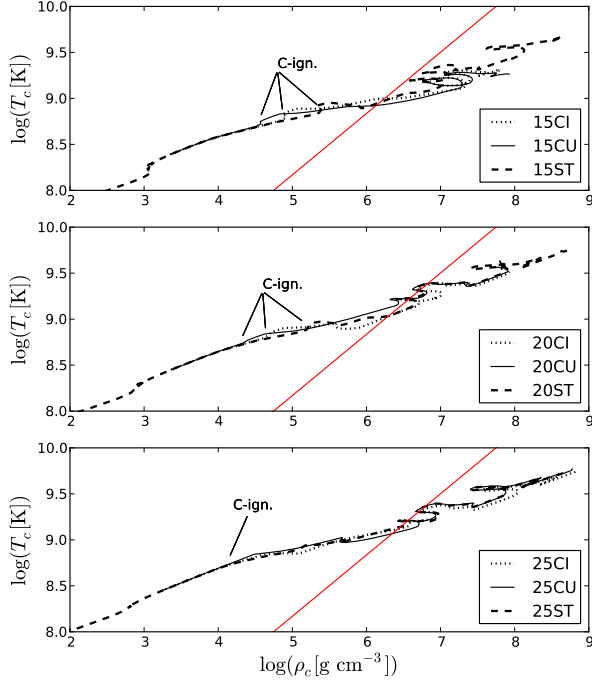 log(T_c [K])
10.0
9.5
9.0
8.5
8.0
C-ign.
15CI
15CU
15ST
2 3 4 5 6 7 8 9
log(T_c [K])
10.0
9.5
9.0
8.5
8.0
C-ign.
20CI
20CU
20ST
2 3 4 5 6 7 8 9
log(T_c [K])
10.0
9.5
9.0
8.5
8.0
C-ign.
25CI
25CU
25ST
2 3 4 5 6 7 8 9
log(ρ_c [g cm⁻³])